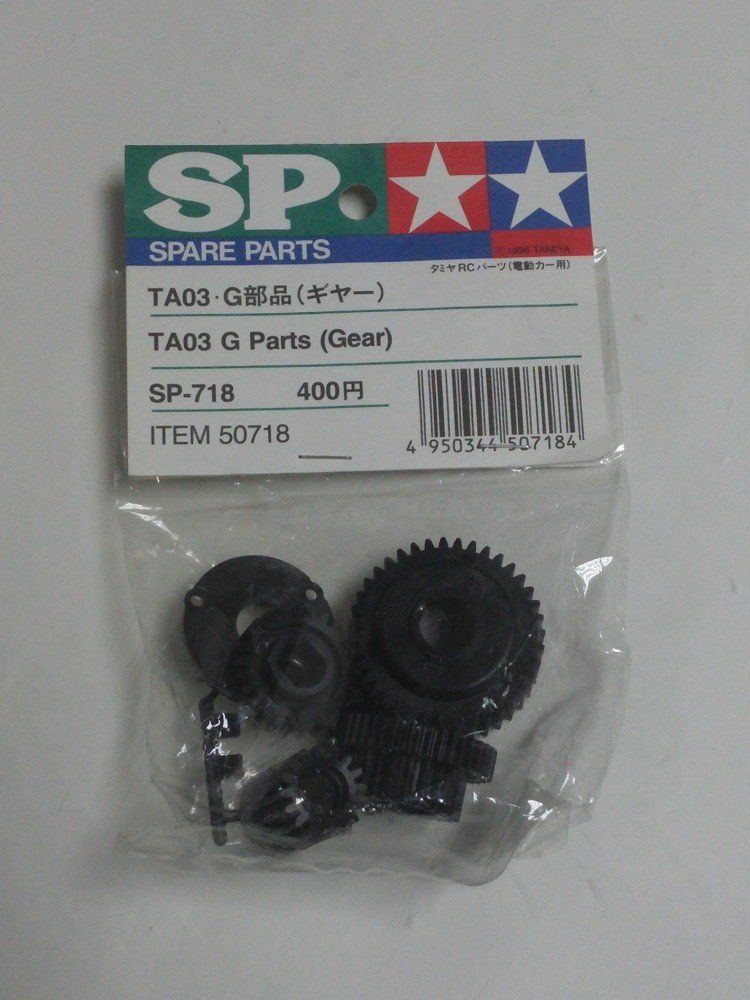 SP
SPARE PARTS
©1996 TAMIYA
タミヤRCパーツ(電動カー用)
TA03・G部品(ギヤー)
TA03 G Parts (Gear)
SP-718 400円
ITEM 50718
4 950344 507184